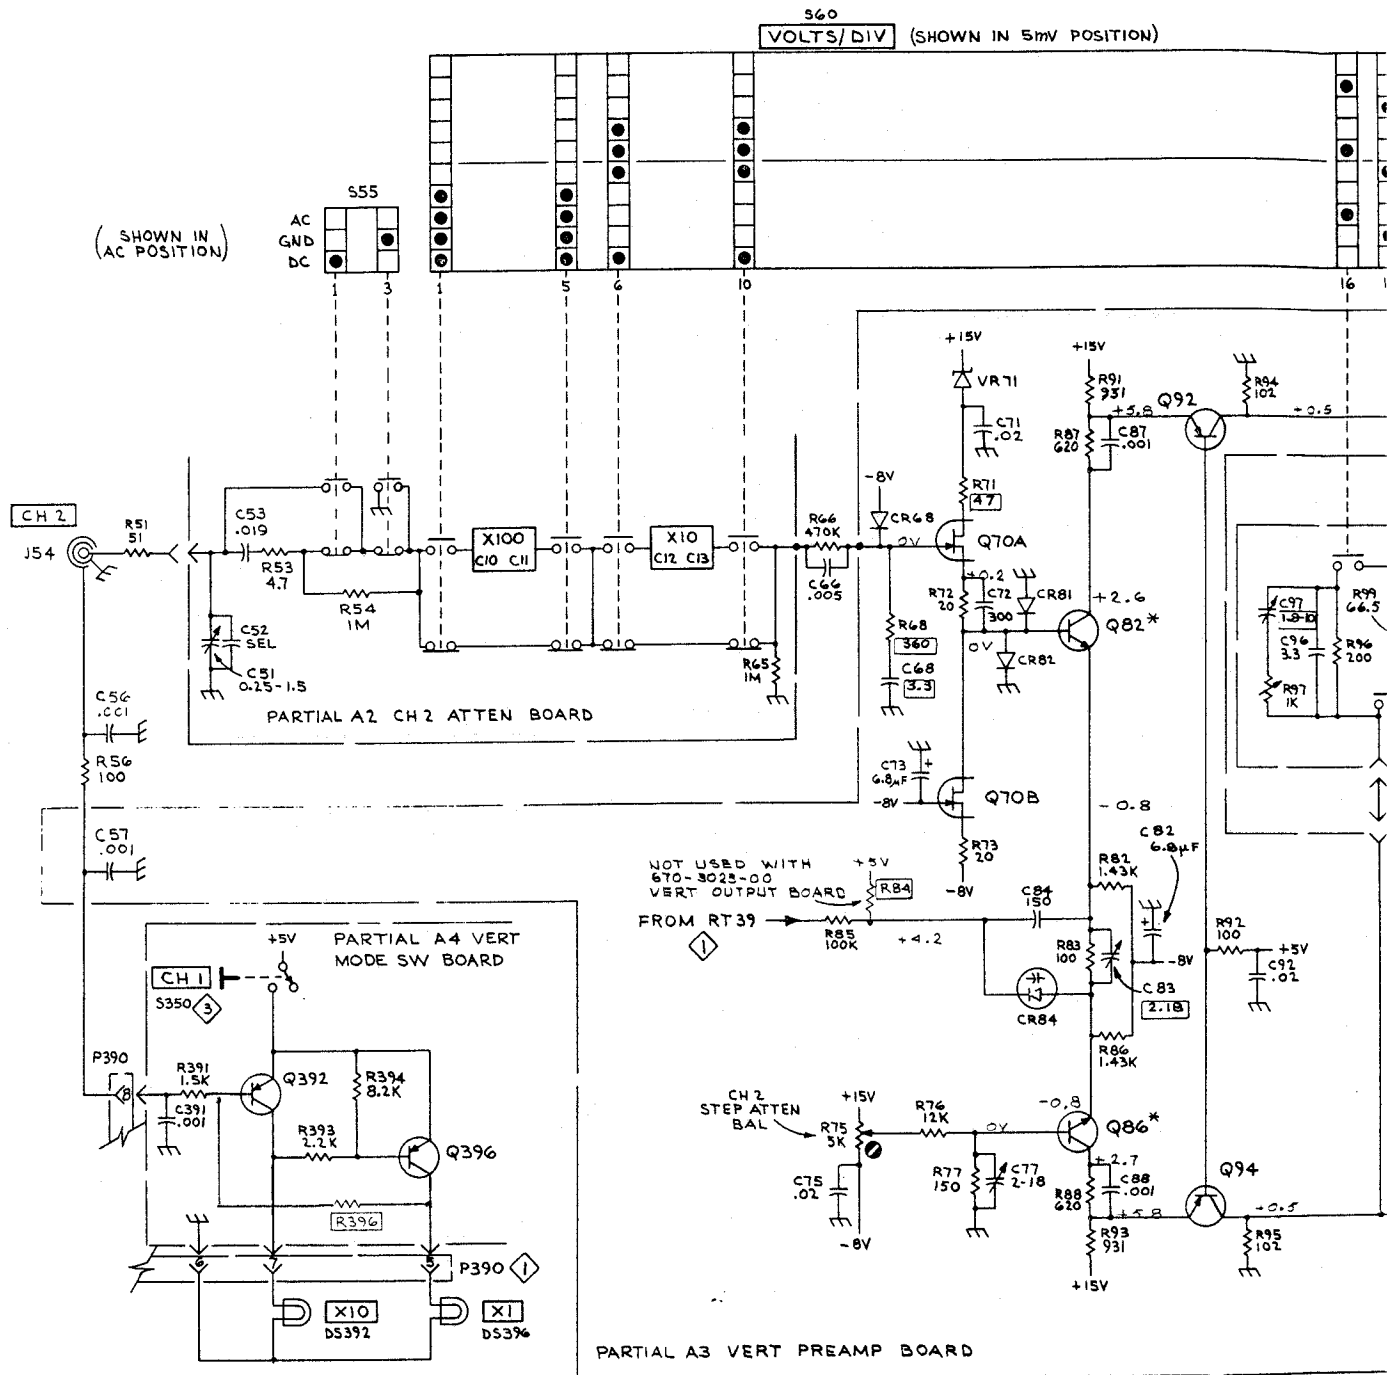 S60
VOLTS/DIV (SHOWN IN 5mV POSITION)
S55
AC
GND
DC
(SHOWN IN
AC POSITION)
1 3 1 5 6 10 16
+15V
VR71
C71
.02
R71
47
+15V
R91
931
+5.8
R87
620
C87
.001
Q92
R94
102
+0.5
CH 2
J54
R51
51
C53
.019
R53
4.7
R54
1M
C52
SEL
C51
0.25-1.5
X100
C10 C11
X10
C12 C13
R65
1M
PARTIAL A2 CH 2 ATTEN BOARD
R66
470K
C66
.005
-8V
CR68
0V
R68
360
C68
3.3
Q70A
+0.2
R72
20
C72
300
CR81
CR82
0V
+2.6
Q82*
C97
1.8-10
C96
3.3
R97
1K
R96
200
R99
66.5
C56
.001
R56
100
C57
.001
C73
6.8µF
-8V
Q70B
R73
20
-8V
-0.8
C82
6.8µF
R82
1.43K
NOT USED WITH
670-3023-00
VERT OUTPUT BOARD
+5V
R84
FROM RT39
1
R85
100K
+4.2
C84
150
R83
100
CR84
C83
2-18
-8V
R86
1.43K
R92
100
+5V
C92
.02
PARTIAL A4 VERT
MODE SW BOARD
+5V
CH 1
S350 3
P390
8
R391
1.5K
C391
.001
Q392
R394
8.2K
R393
2.2K
Q396
R396
6 7 5
P390 1
X10
DS392
X1
DS396
CH 2
STEP ATTEN
BAL
+15V
R75
5K
C75
.02
-8V
R76
12K
R77
150
C77
2-18
0V
-0.8
Q86*
+2.7
R88
620
C88
.001
+5.8
R93
931
+15V
Q94
+0.5
R95
102
PARTIAL A3 VERT PREAMP BOARD